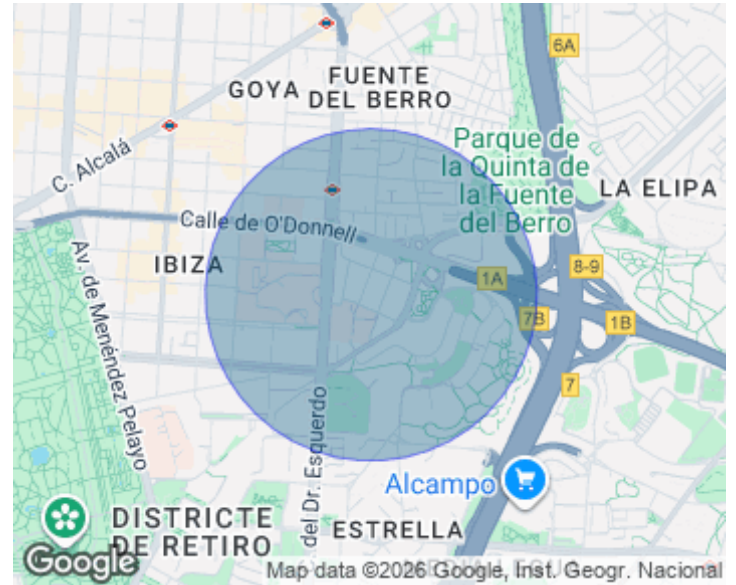 6A
GOYA
FUENTE
DEL BERRO
C. Alcalá
Parque de
la Quinta de
la Fuente
del Berro
LA ELIPA
Calle de O'Donnell
IBIZA
Av. de Menéndez Pelayo
8-9
1A
7B
1B
7
del Dr. Esquerdo
Alcampo
DISTRICTE
DE RETIRO
ESTRELLA
Google
Map data ©2026 Google, Inst. Geogr. Nacional